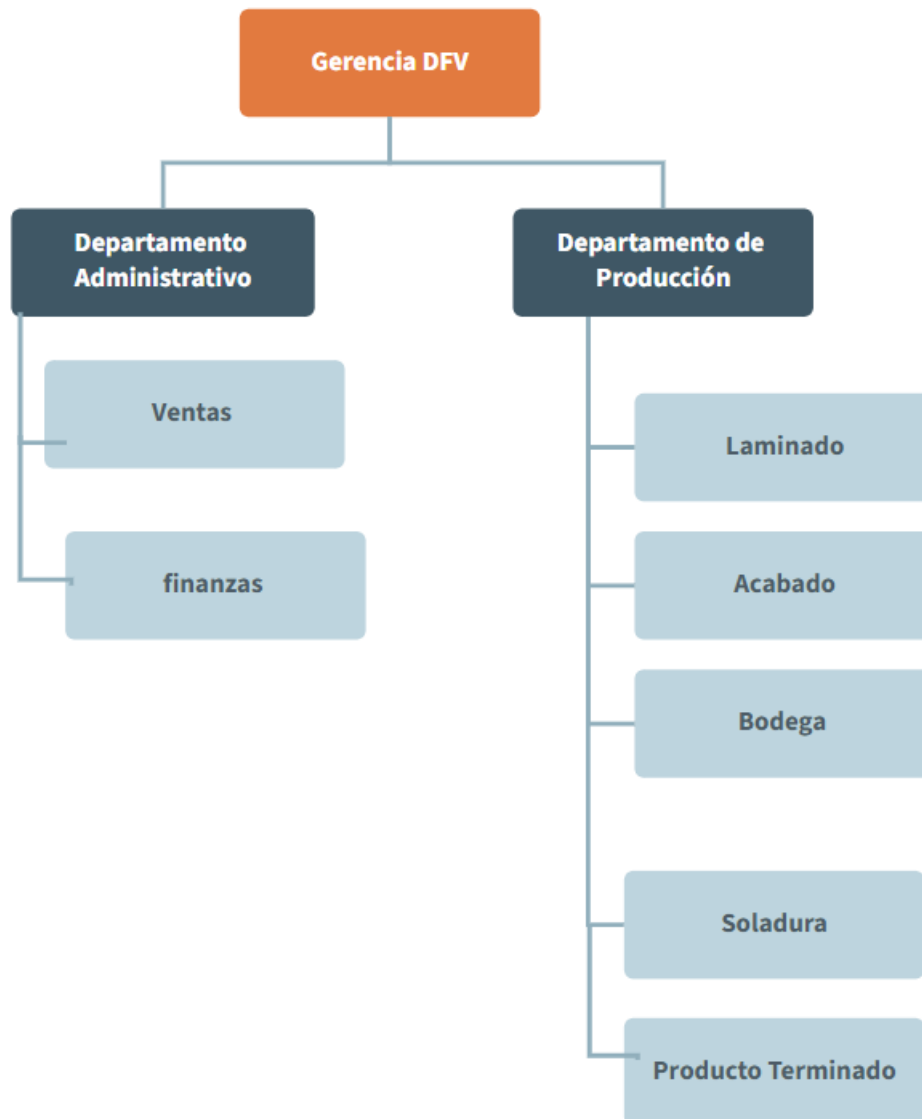 Gerencia DFV
Departamento
Administrativo
Departamento de
Producción
Ventas
finanzas
Laminado
Acabado
Bodega
Soladura
Producto Terminado